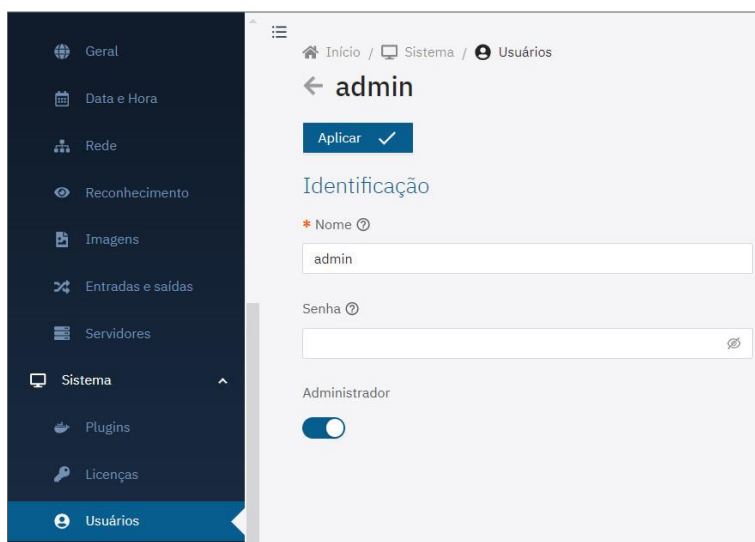 Geral
Data e Hora
Rede
Reconhecimento
Imagens
Entradas e saídas
Servidores
Sistema
Plugins
Licenças
Usuários
Início / Sistema / Usuários
admin
Aplicar
Identificação
* Nome
admin
Senha
Administrador